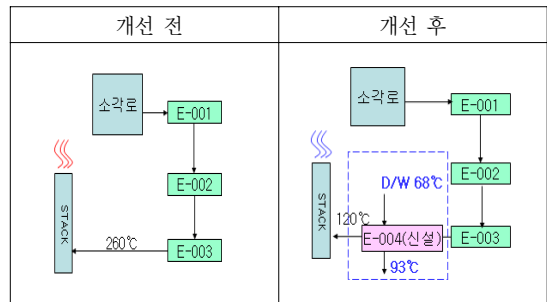 개선 전
개선 후
소각로
E-001
E-002
STACK
260℃
E-003
소각로
E-001
E-002
D/W 68℃
STACK
120℃
E-004(신설)
E-003
93℃